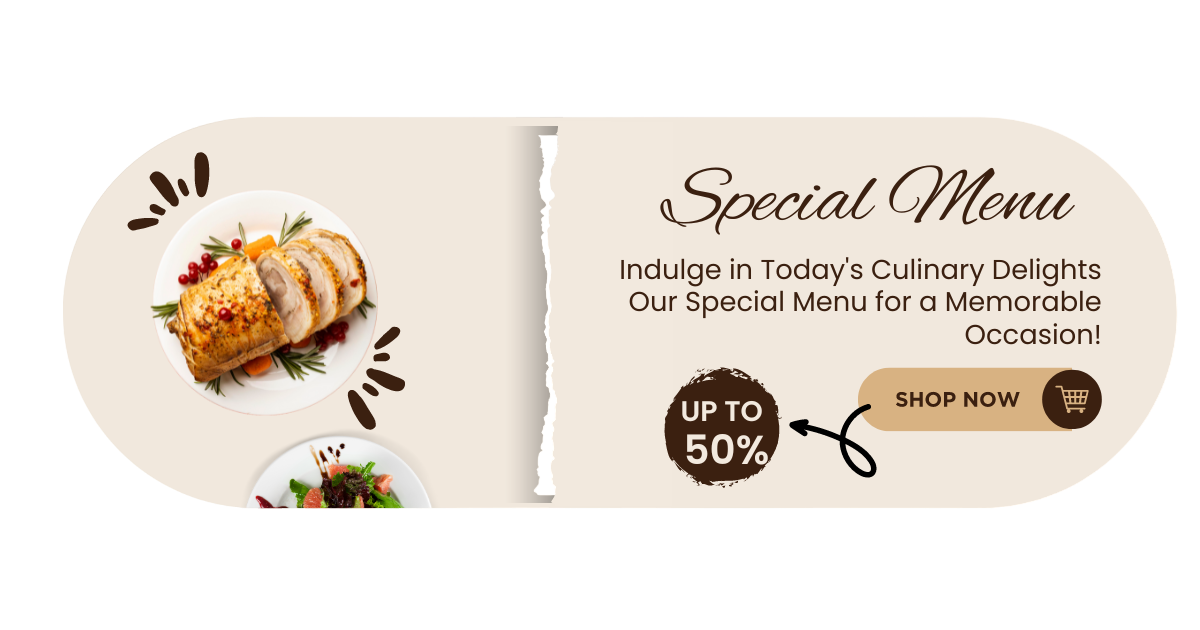 Special Menu
Indulge in Today's Culinary Delights
Our Special Menu for a Memorable
Occasion!
SHOP NOW
UP TO
50%